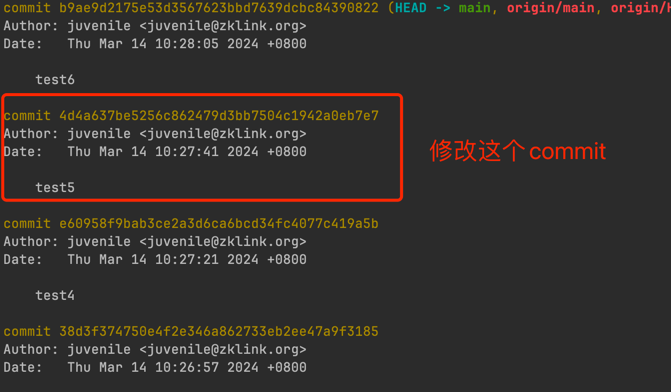 commit b9ae9d2175e53d3567623bbd7639dcbc84390822 (HEAD -> main, origin/main, origin/H
Author: juvenile <juvenile@zklink.org>
Date:   Thu Mar 14 10:28:05 2024 +0800
test6
commit 4d4a637be5256c862479d3bb7504c1942a0eb7e7
Author: juvenile <juvenile@zklink.org>
Date:   Thu Mar 14 10:27:41 2024 +0800
修改这个commit
test5
commit e60958f9bab3ce2a3d6ca6bcd34fc4077c419a5b
Author: juvenile <juvenile@zklink.org>
Date:   Thu Mar 14 10:27:21 2024 +0800
test4
commit 38d3f374750e4f2e346a862733eb2ee47a9f3185
Author: juvenile <juvenile@zklink.org>
Date:   Thu Mar 14 10:26:57 2024 +0800